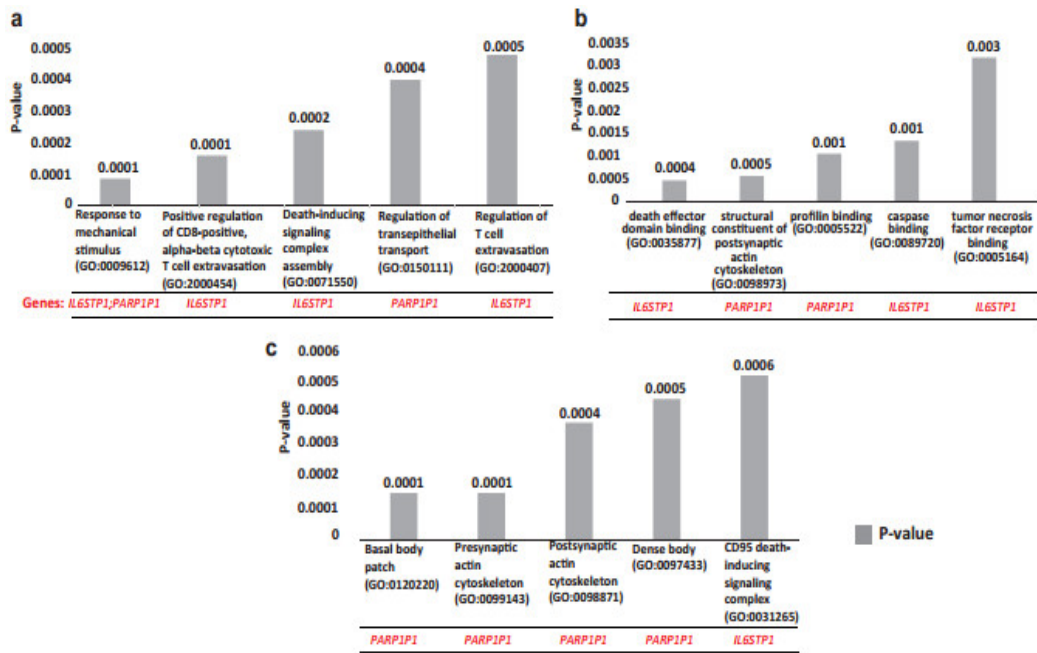 a
P-value
0.0005
0.0004
0.0003
0.0002
0.0001
0
0.0001
0.0001
0.0002
0.0004
0.0005
Response to
mechanical
stimulus
(GO:0009612)
Positive regulation
of CD8-positive,
alpha-beta cytotoxic
T cell extravasation
(GO:2000454)
Death-inducing
signaling
complex
assembly
(GO:0071550)
Regulation of
transepithelial
transport
(GO:0150111)
Regulation of
T cell
extravasation
(GO:2000407)
Genes: IL6STP1;PARP1P1 IL6STP1 IL6STP1 PARP1P1 IL6STP1
b
P-value
0.0035
0.003
0.0025
0.002
0.0015
0.001
0.0005
0
0.0004
0.0005
0.001
0.001
0.003
death effector
domain binding
(GO:0035877)
structural
constituent of
postsynaptic
actin
cytoskeleton
(GO:0098973)
profilin binding
(GO:0005522)
caspase
binding
(GO:0089720)
tumor necrosis
factor receptor
binding
(GO:0005164)
IL6STP1 PARP1P1 PARP1P1 IL6STP1 IL6STP1
c
P-value
0.0006
0.0005
0.0004
0.0003
0.0002
0.0001
0
0.0001
0.0001
0.0004
0.0005
0.0006
Basal body
patch
(GO:0120220)
Presynaptic
actin
cytoskeleton
(GO:0099143)
Postsynaptic
actin
cytoskeleton
(GO:0098871)
Dense body
(GO:0097433)
CD95 death-
inducing
signaling
complex
(GO:0031265)
PARP1P1 PARP1P1 PARP1P1 PARP1P1 IL6STP1
P-value